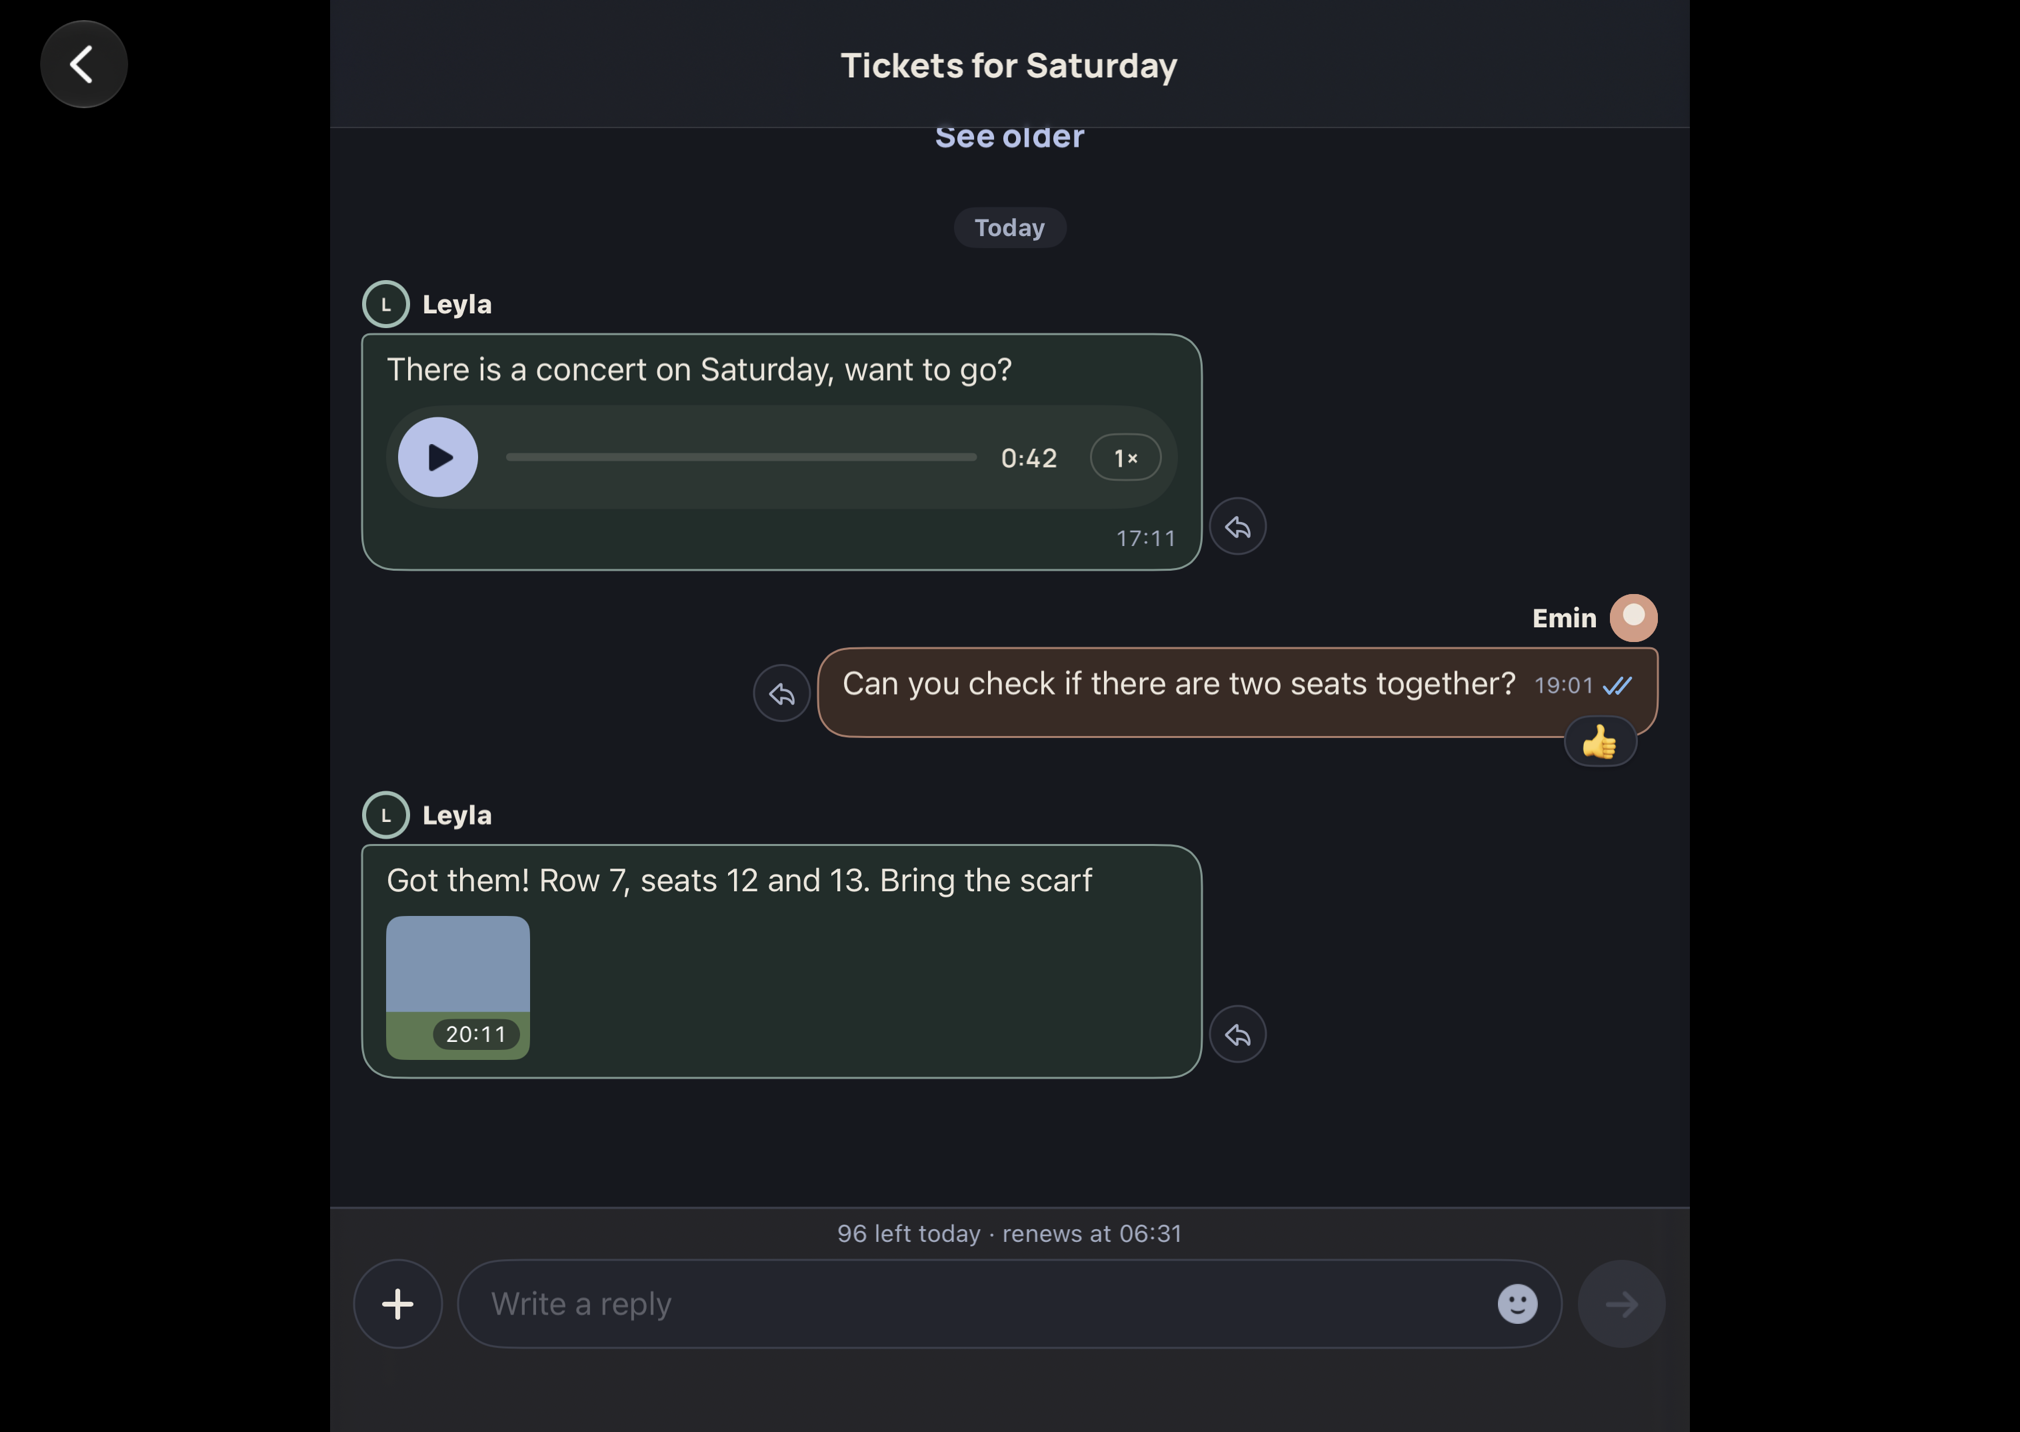 Tickets for Saturday
See older
Today
L Leyla
There is a concert on Saturday, want to go?
0:42 1×
17:11
Emin
Can you check if there are two seats together? 19:01
L Leyla
Got them! Row 7, seats 12 and 13. Bring the scarf
20:11
96 left today · renews at 06:31
Write a reply